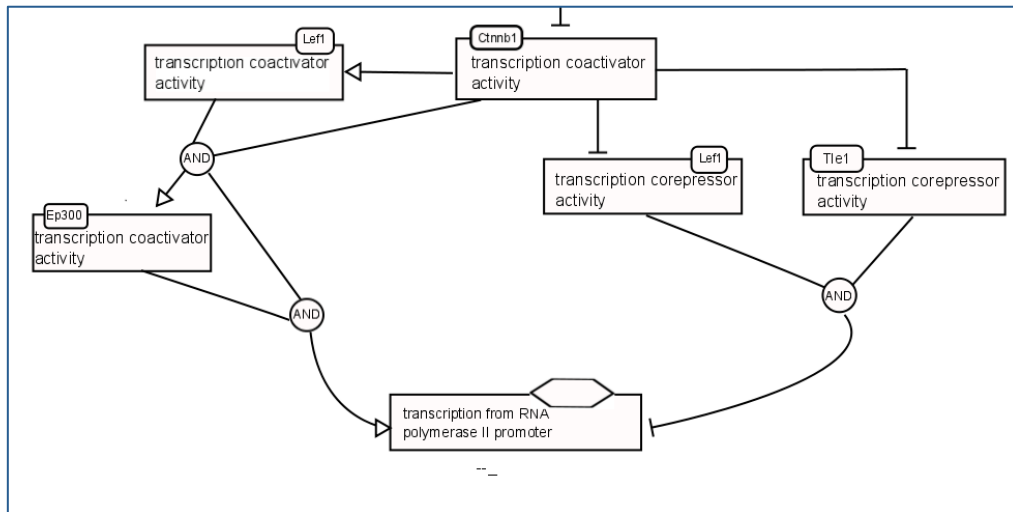 Lef1
transcription coactivator
activity
Ctnnb1
transcription coactivator
activity
AND
Lef1
transcription corepressor
activity
Tle1
transcription corepressor
activity
Ep300
transcription coactivator
activity
AND
AND
transcription from RNA
polymerase II promoter
--_